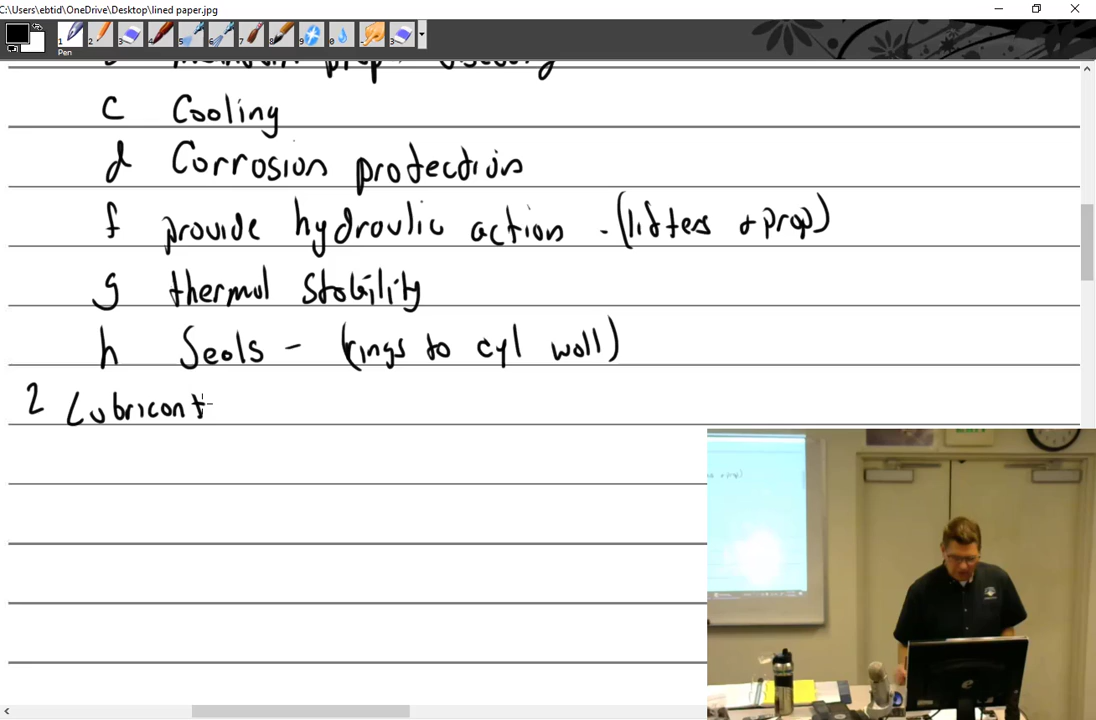 C:\Users\ebtid\OneDrive\Desktop\lined paper.jpg
Pen
c Cooling
d Corrosion protection
f provide hydraulic action - (lifters + prop)
g thermal stability
h Seals - (rings to cyl wall)
2 Lubricant